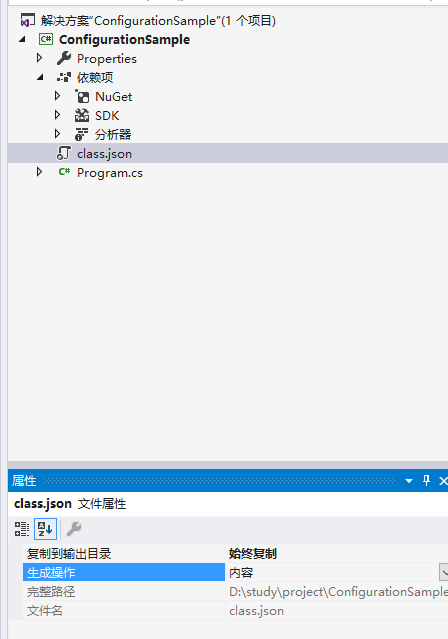 解决方案"ConfigurationSample"(1 个项目)
C# ConfigurationSample
Properties
依赖项
NuGet
SDK
分析器
class.json
C# Program.cs
属性
class.json 文件属性
复制到输出目录 始终复制
生成操作 内容
完整路径 D:\study\project\ConfigurationSample
文件名 class.json